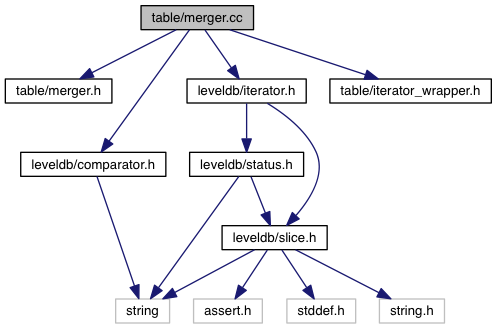 table/merger.cc
table/merger.h
leveldb/iterator.h
table/iterator_wrapper.h
leveldb/comparator.h
leveldb/status.h
leveldb/slice.h
string
assert.h
stddef.h
string.h